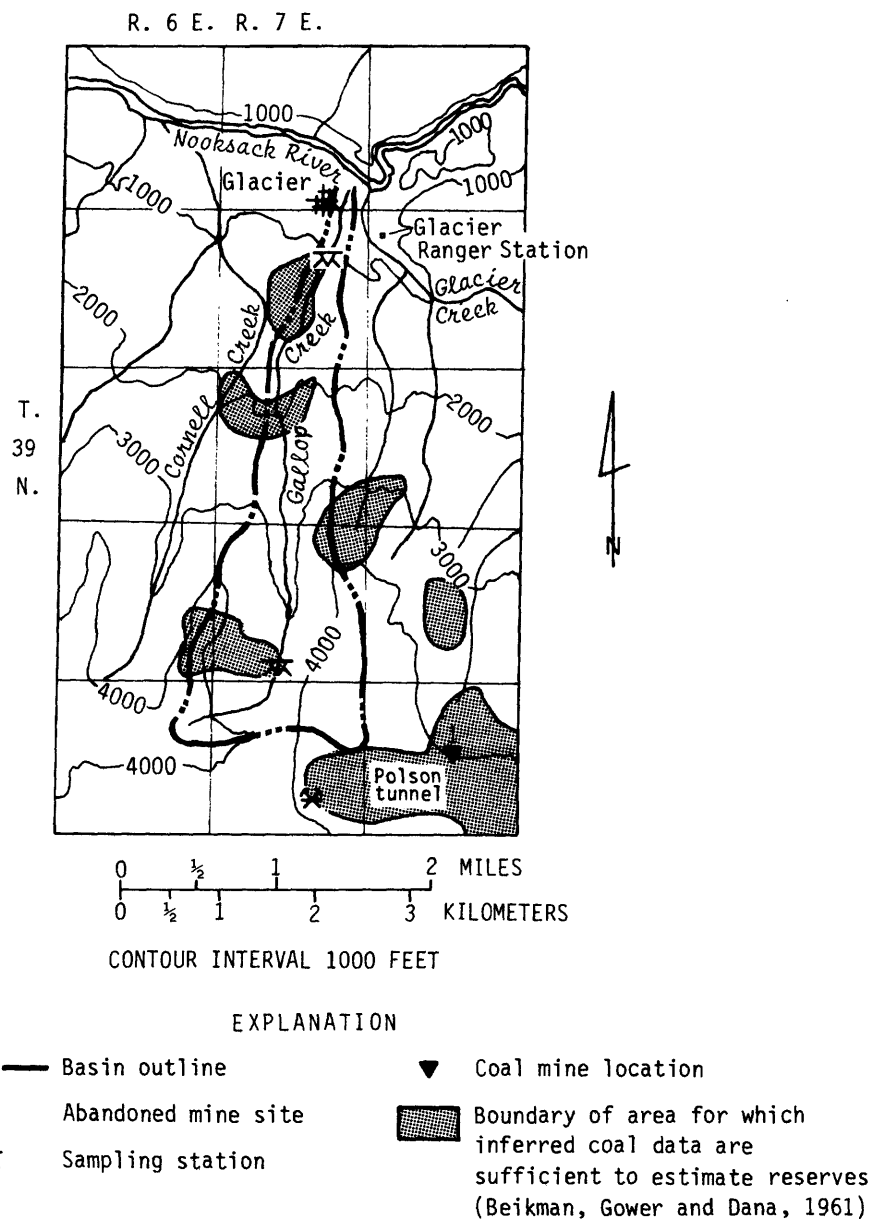 R. 6 E. R. 7 E.
1000
1000
Nooksack River
Glacier
1000
1000
Glacier
Ranger Station
Glacier
Creek
2000
Creek
Creek
T.
39
N.
2000
3000
Cornell
Gallop
N
3000
4000
4000
4000
Polson
tunnel
0 ½ 1 2 MILES
0 ½ 1 2 3 KILOMETERS
CONTOUR INTERVAL 1000 FEET
EXPLANATION
Basin outline
Coal mine location
Abandoned mine site
Boundary of area for which
inferred coal data are
Sampling station
sufficient to estimate reserves
(Beikman, Gower and Dana, 1961)